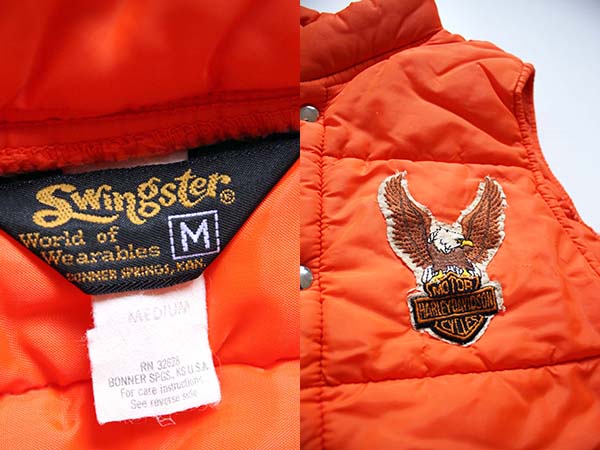 Swingster®
World of
Wearables
M
BONNER SPRINGS, KAN.
MEDIUM
RN 32678
BONNER SPGS., KS U.S.A.
For care instructions
See reverse side
MOTOR
HARLEY-DAVIDSON
CYCLES